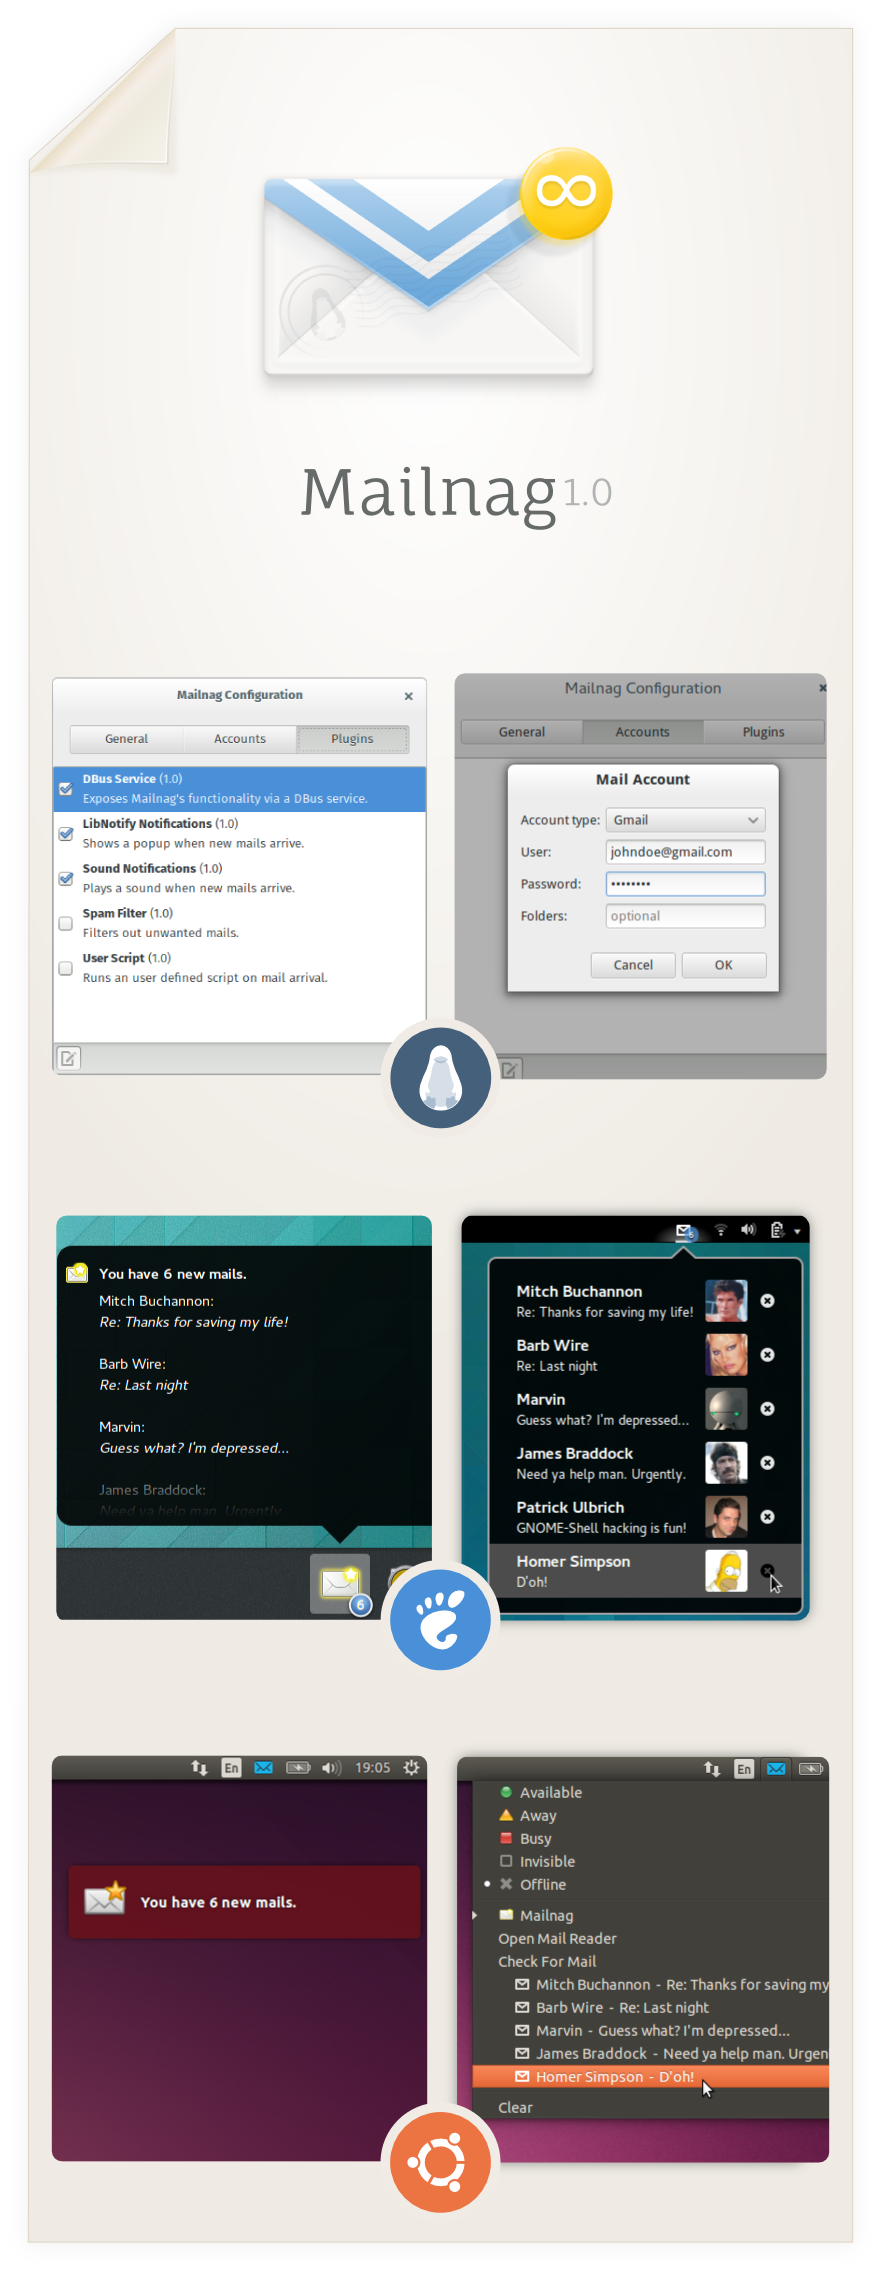 Mailnag 1.0
Mailnag Configuration
General Accounts Plugins
DBus Service (1.0)
Exposes Mailnag's functionality via a DBus service.
LibNotify Notifications (1.0)
Shows a popup when new mails arrive.
Sound Notifications (1.0)
Plays a sound when new mails arrive.
Spam Filter (1.0)
Filters out unwanted mails.
User Script (1.0)
Runs an user defined script on mail arrival.
Mailnag Configuration
General Accounts Plugins
Mail Account
Account type: Gmail
User: johndoe@gmail.com
Password: ••••••••
Folders: optional
Cancel OK
You have 6 new mails.
Mitch Buchannon:
Re: Thanks for saving my life!
Barb Wire:
Re: Last night
Marvin:
Guess what? I'm depressed...
James Braddock:
Need ya help man. Urgently.
6
6
Mitch Buchannon
Re: Thanks for saving my life!
Barb Wire
Re: Last night
Marvin
Guess what? I'm depressed...
James Braddock
Need ya help man. Urgently.
Patrick Ulbrich
GNOME-Shell hacking is fun!
Homer Simpson
D'oh!
En 19:05
You have 6 new mails.
En
Available
Away
Busy
Invisible
Offline
Mailnag
Open Mail Reader
Check For Mail
Mitch Buchannon - Re: Thanks for saving my
Barb Wire - Re: Last night
Marvin - Guess what? I'm depressed...
James Braddock - Need ya help man. Urgen
Homer Simpson - D'oh!
Clear